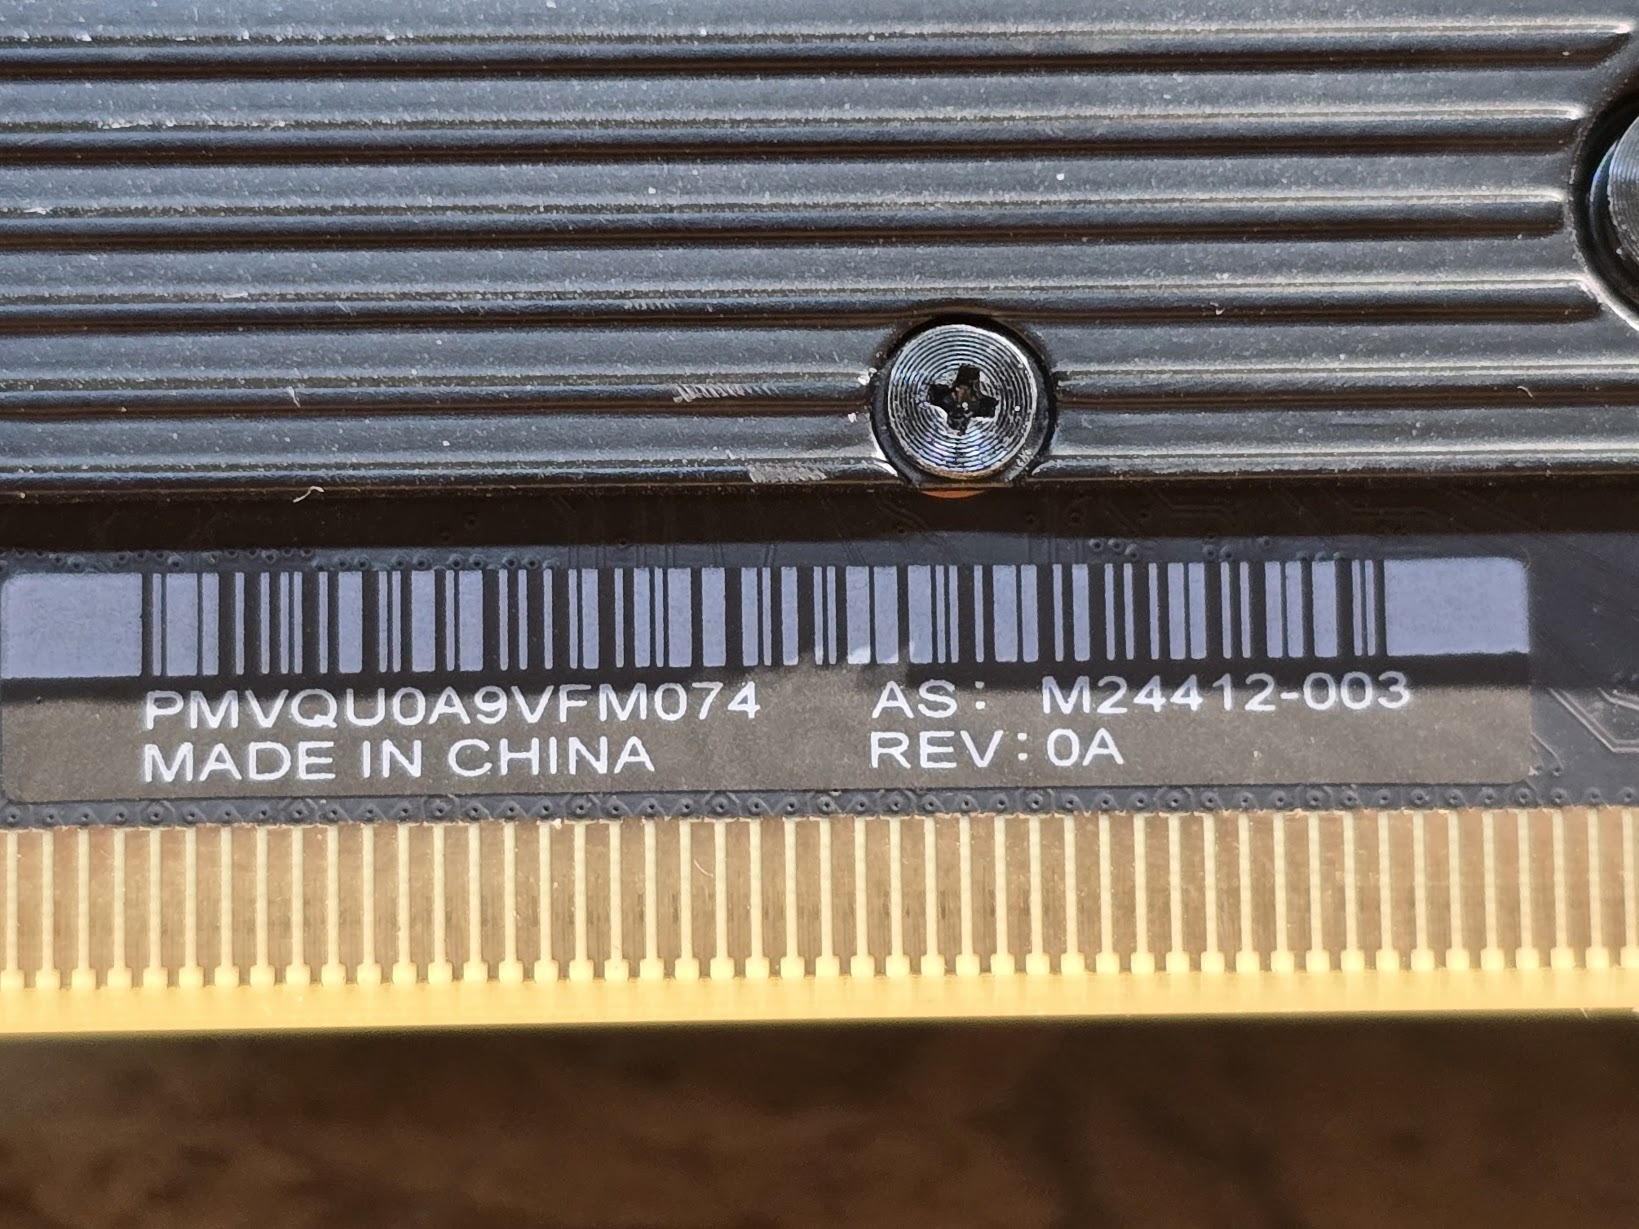 PMVQU0A9VFM074 AS: M24412-003
MADE IN CHINA REV: 0A